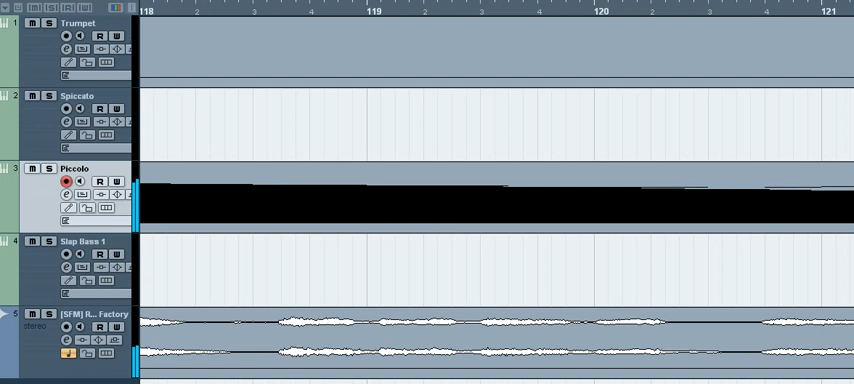 M S R W 118 2 3 4 119 2 3 4 120 2 3 4 121
1 M S Trumpet
R W
e
2 M S Spiccato
R W
e
3 M S Piccolo
R W
e
4 M S Slap Bass 1
R W
e
5 M S [SFM] R... Factory
stereo R W
e